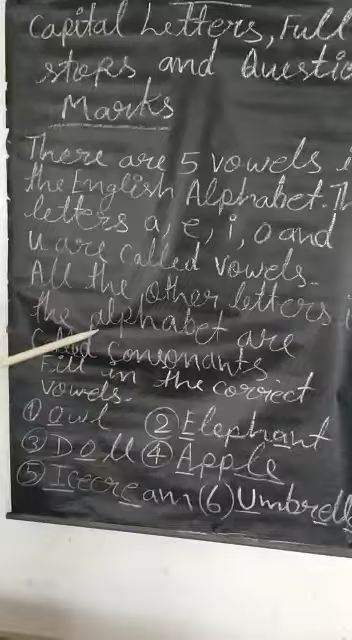 Capital Letters, Full
stops and Questio
Marks
There are 5 vowels i
the English Alphabet. Th
letters a, e, i, o and
u are called vowels.
All the other letters i
the alphabet are
called consonants
Fill in the correct
vowels.
① Owl ② Elephant
③ Doll ④ Apple
⑤ Icecream (6) Umbrell